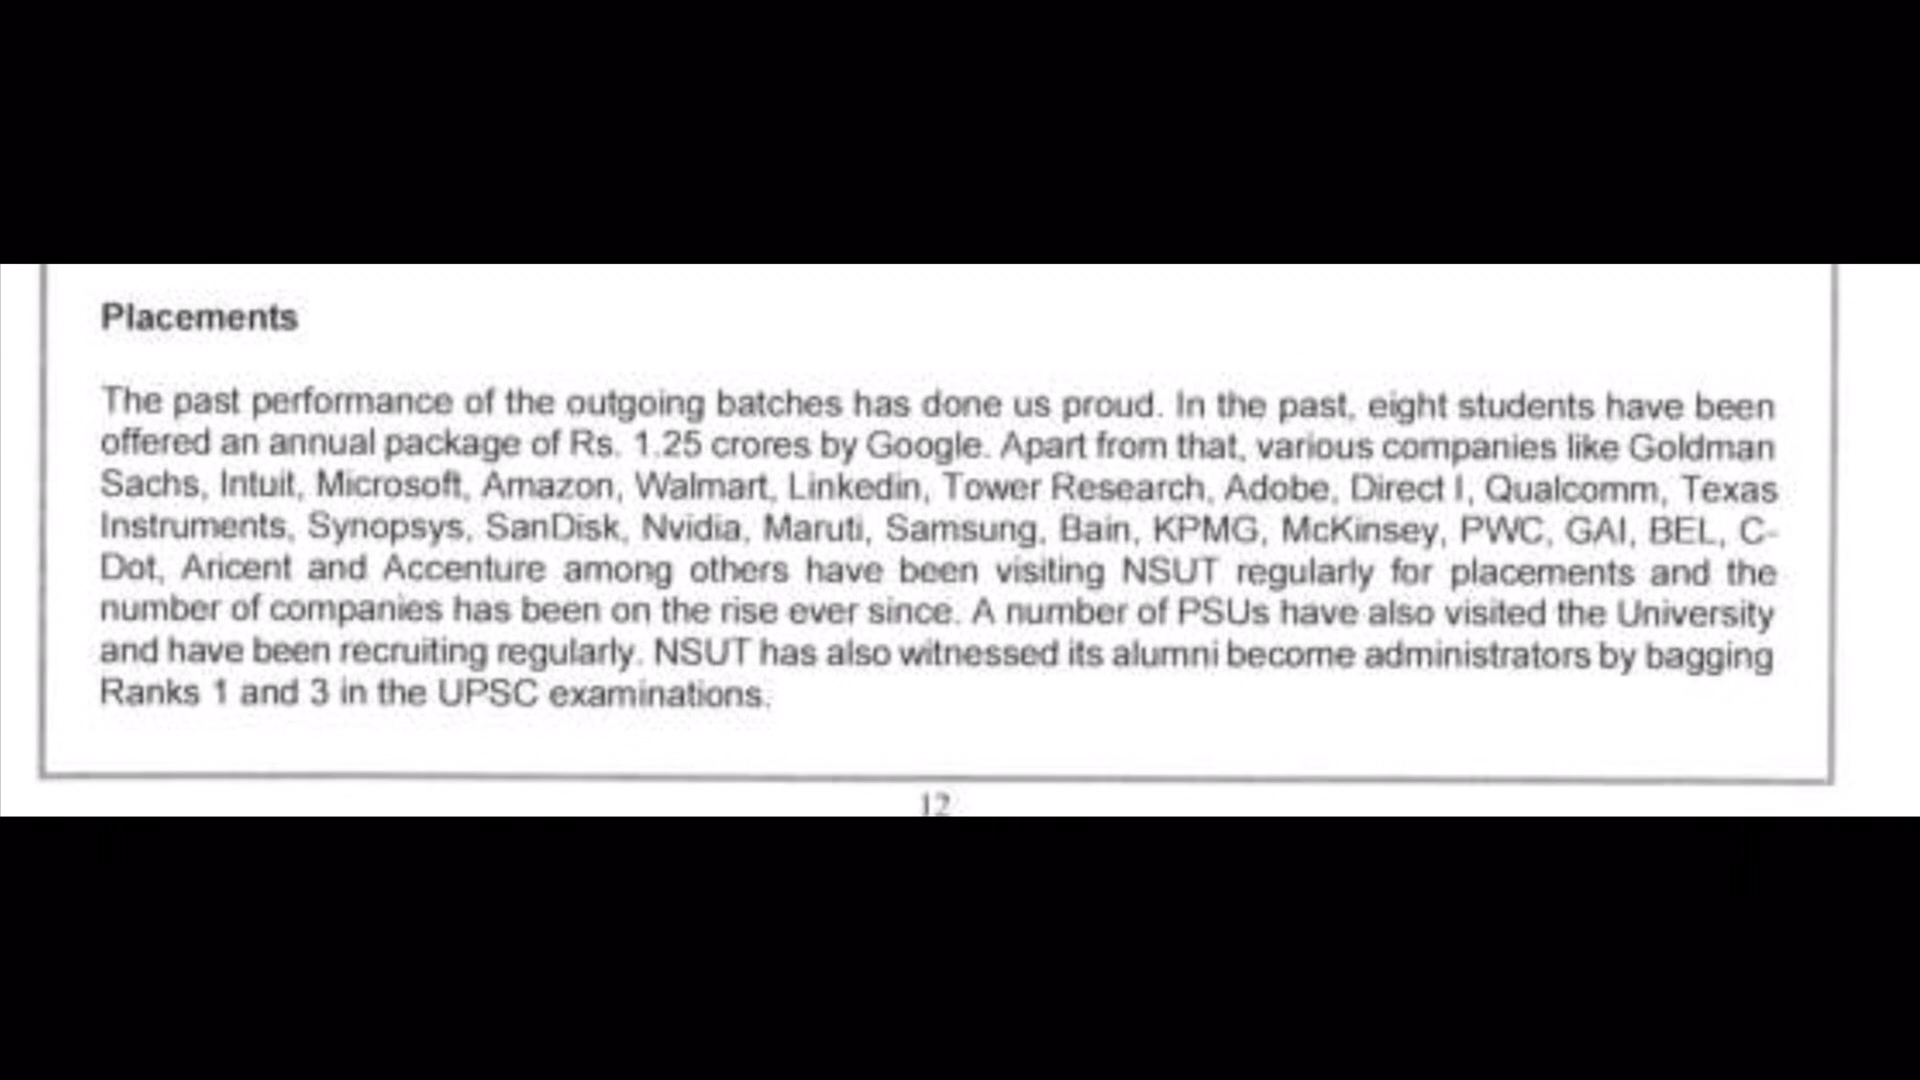 Placements
The past performance of the outgoing batches has done us proud. In the past, eight students have been
offered an annual package of Rs. 1.25 crores by Google. Apart from that, various companies like Goldman
Sachs, Intuit, Microsoft, Amazon, Walmart, Linkedin, Tower Research, Adobe, Direct I, Qualcomm, Texas
Instruments, Synopsys, SanDisk, Nvidia, Maruti, Samsung, Bain, KPMG, McKinsey, PWC, GAI, BEL, C-
Dot, Aricent and Accenture among others have been visiting NSUT regularly for placements and the
number of companies has been on the rise ever since. A number of PSUs have also visited the University
and have been recruiting regularly. NSUT has also witnessed its alumni become administrators by bagging
Ranks 1 and 3 in the UPSC examinations.
12